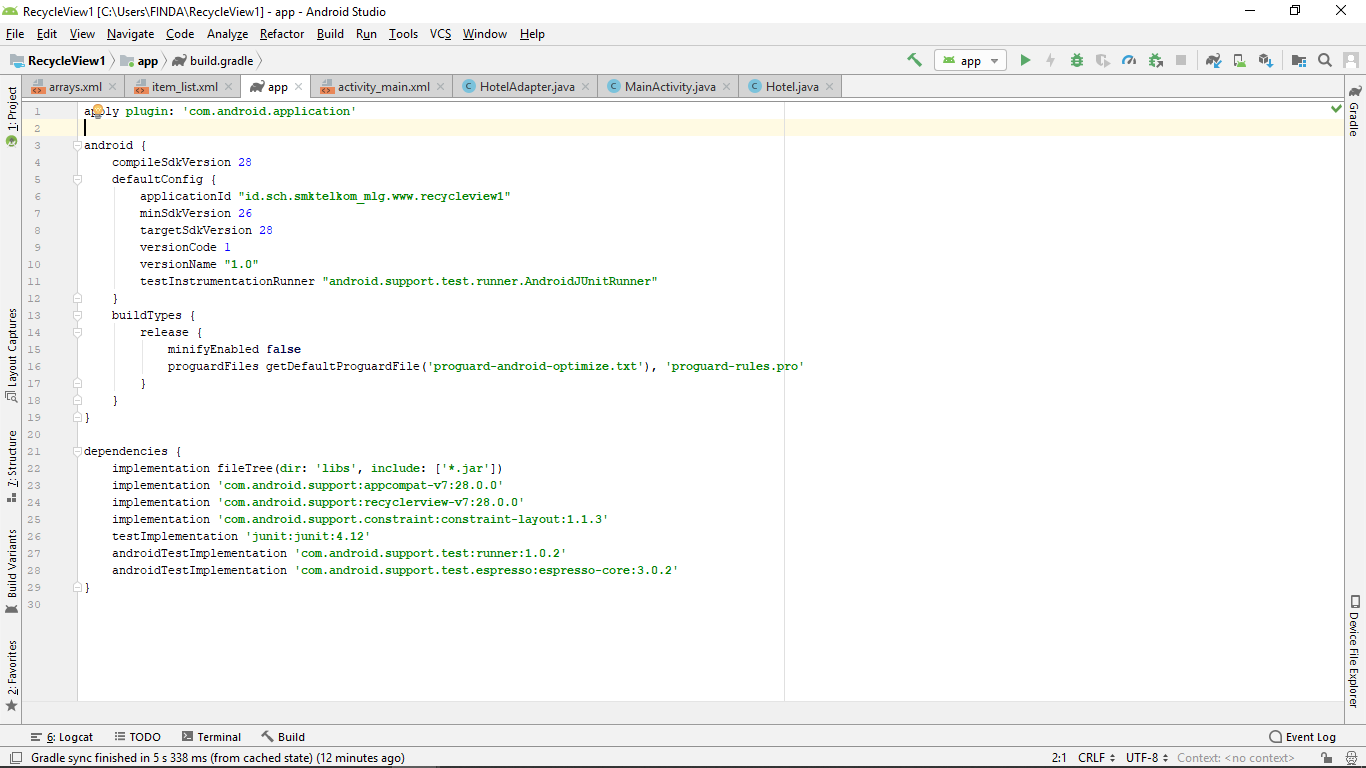 RecycleView1 [C:\Users\FINDA\RecycleView1] - app - Android Studio
File Edit View Navigate Code Analyze Refactor Build Run Tools VCS Window Help
RecycleView1 app build.gradle app
arrays.xml item_list.xml app activity_main.xml HotelAdapter.java MainActivity.java Hotel.java
1 apply plugin: 'com.android.application'
2
3 android {
4 compileSdkVersion 28
5 defaultConfig {
6 applicationId "id.sch.smktelkom_mlg.www.recycleview1"
7 minSdkVersion 26
8 targetSdkVersion 28
9 versionCode 1
10 versionName "1.0"
11 testInstrumentationRunner "android.support.test.runner.AndroidJUnitRunner"
12 }
13 buildTypes {
14 release {
15 minifyEnabled false
16 proguardFiles getDefaultProguardFile('proguard-android-optimize.txt'), 'proguard-rules.pro'
17 }
18 }
19 }
20
21 dependencies {
22 implementation fileTree(dir: 'libs', include: ['*.jar'])
23 implementation 'com.android.support:appcompat-v7:28.0.0'
24 implementation 'com.android.support:recyclerview-v7:28.0.0'
25 implementation 'com.android.support.constraint:constraint-layout:1.1.3'
26 testImplementation 'junit:junit:4.12'
27 androidTestImplementation 'com.android.support.test:runner:1.0.2'
28 androidTestImplementation 'com.android.support.test.espresso:espresso-core:3.0.2'
29 }
30
1: Project
Layout Captures
7: Structure
Build Variants
2: Favorites
Gradle
Device File Explorer
6: Logcat TODO Terminal Build Event Log
Gradle sync finished in 5 s 338 ms (from cached state) (12 minutes ago) 2:1 CRLF UTF-8 Context: <no context>